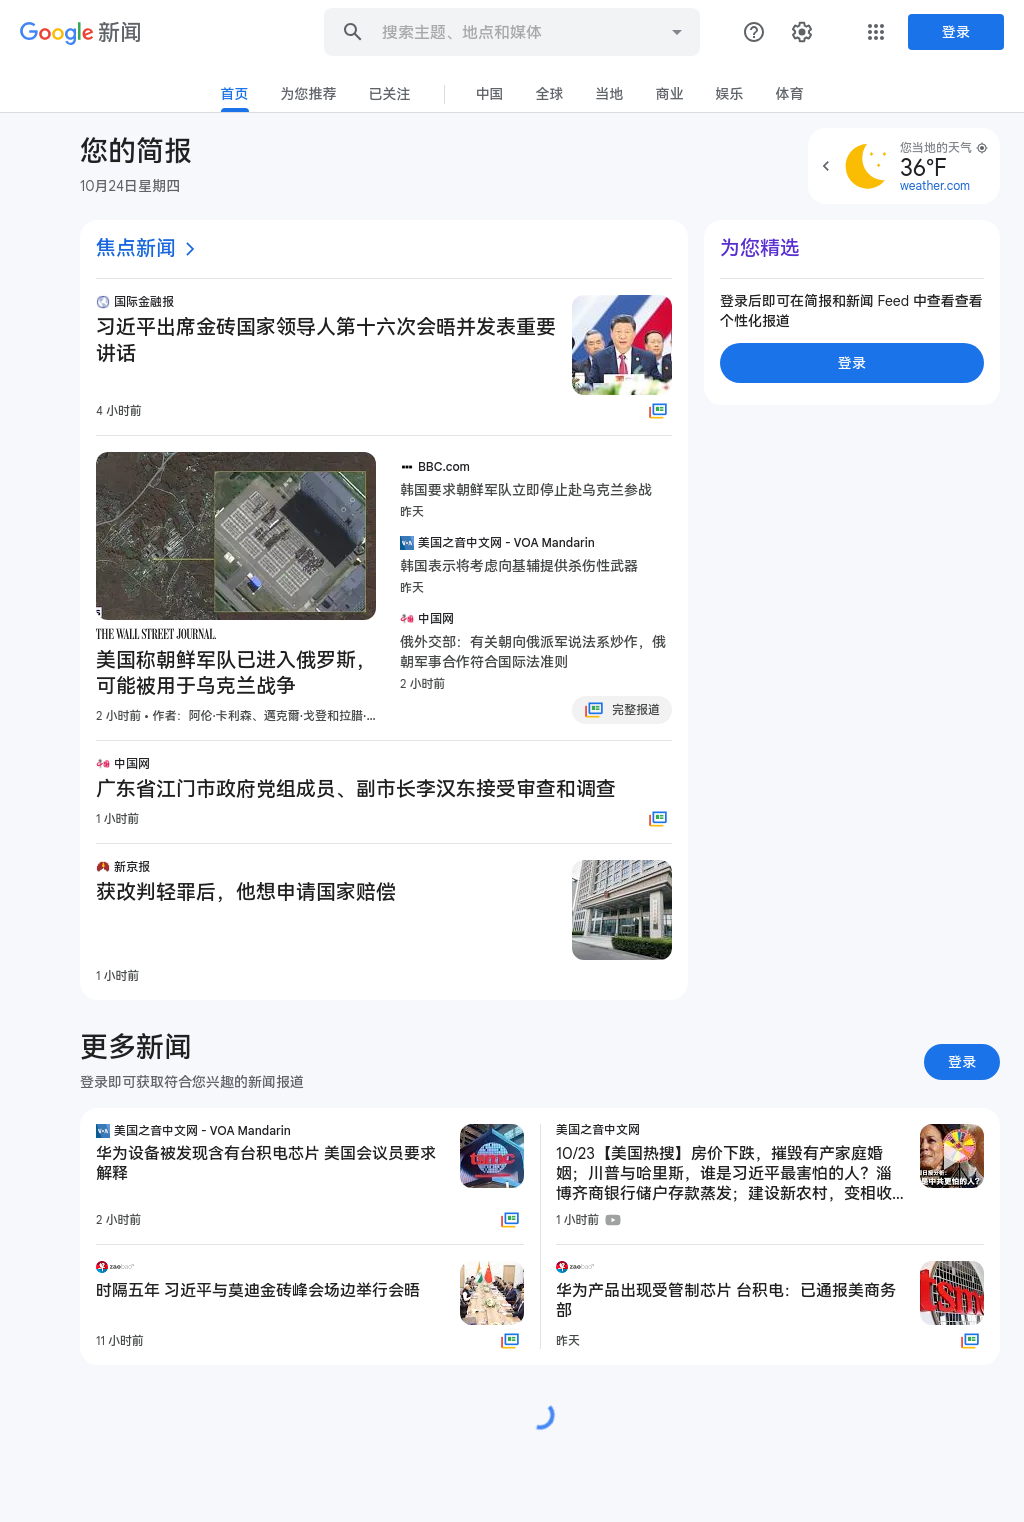 Google 新闻
搜索主题、地点和媒体
登录
首页
为您推荐
已关注
中国
全球
当地
商业
娱乐
体育
您的简报
10月24日星期四
您当地的天气
36°F
weather.com
焦点新闻
国际金融报
习近平出席金砖国家领导人第十六次会晤并发表重要
讲话
4 小时前
THE WALL STREET JOURNAL.
美国称朝鲜军队已进入俄罗斯，
可能被用于乌克兰战争
2 小时前 • 作者：阿伦·卡利森、邁克爾·戈登和拉腊·...
BBC.com
韩国要求朝鲜军队立即停止赴乌克兰参战
昨天
美国之音中文网 - VOA Mandarin
韩国表示将考虑向基辅提供杀伤性武器
昨天
中国网
俄外交部：有关朝向俄派军说法系炒作，俄
朝军事合作符合国际法准则
2 小时前
完整报道
中国网
广东省江门市政府党组成员、副市长李汉东接受审查和调查
1 小时前
新京报
获改判轻罪后，他想申请国家赔偿
1 小时前
为您精选
登录后即可在简报和新闻 Feed 中查看查看
个性化报道
登录
更多新闻
登录即可获取符合您兴趣的新闻报道
登录
VOA 美国之音中文网 - VOA Mandarin
华为设备被发现含有台积电芯片 美国会议员要求
解释
tsmc
2 小时前
zaobao
时隔五年 习近平与莫迪金砖峰会场边举行会晤
11 小时前
美国之音中文网
10/23【美国热搜】房价下跌，摧毁有产家庭婚
姻；川普与哈里斯，谁是习近平最害怕的人？淄
博齐商银行储户存款蒸发；建设新农村，变相收...
是中共更怕的人?
1 小时前
zaobao
华为产品出现受管制芯片 台积电：已通报美商务
部
tsmc
昨天